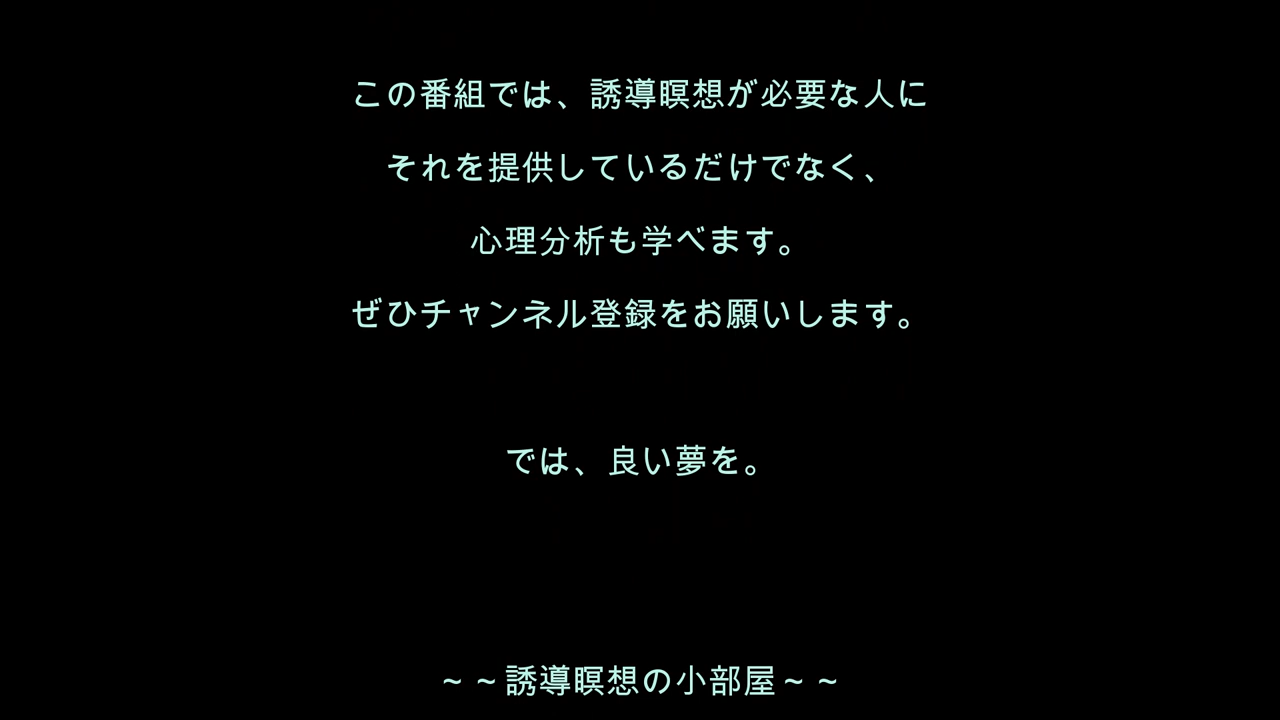 この番組では、誘導瞑想が必要な人に
それを提供しているだけでなく、
心理分析も学べます。
ぜひチャンネル登録をお願いします。
では、良い夢を。
~ ~誘導瞑想の小部屋~ ~